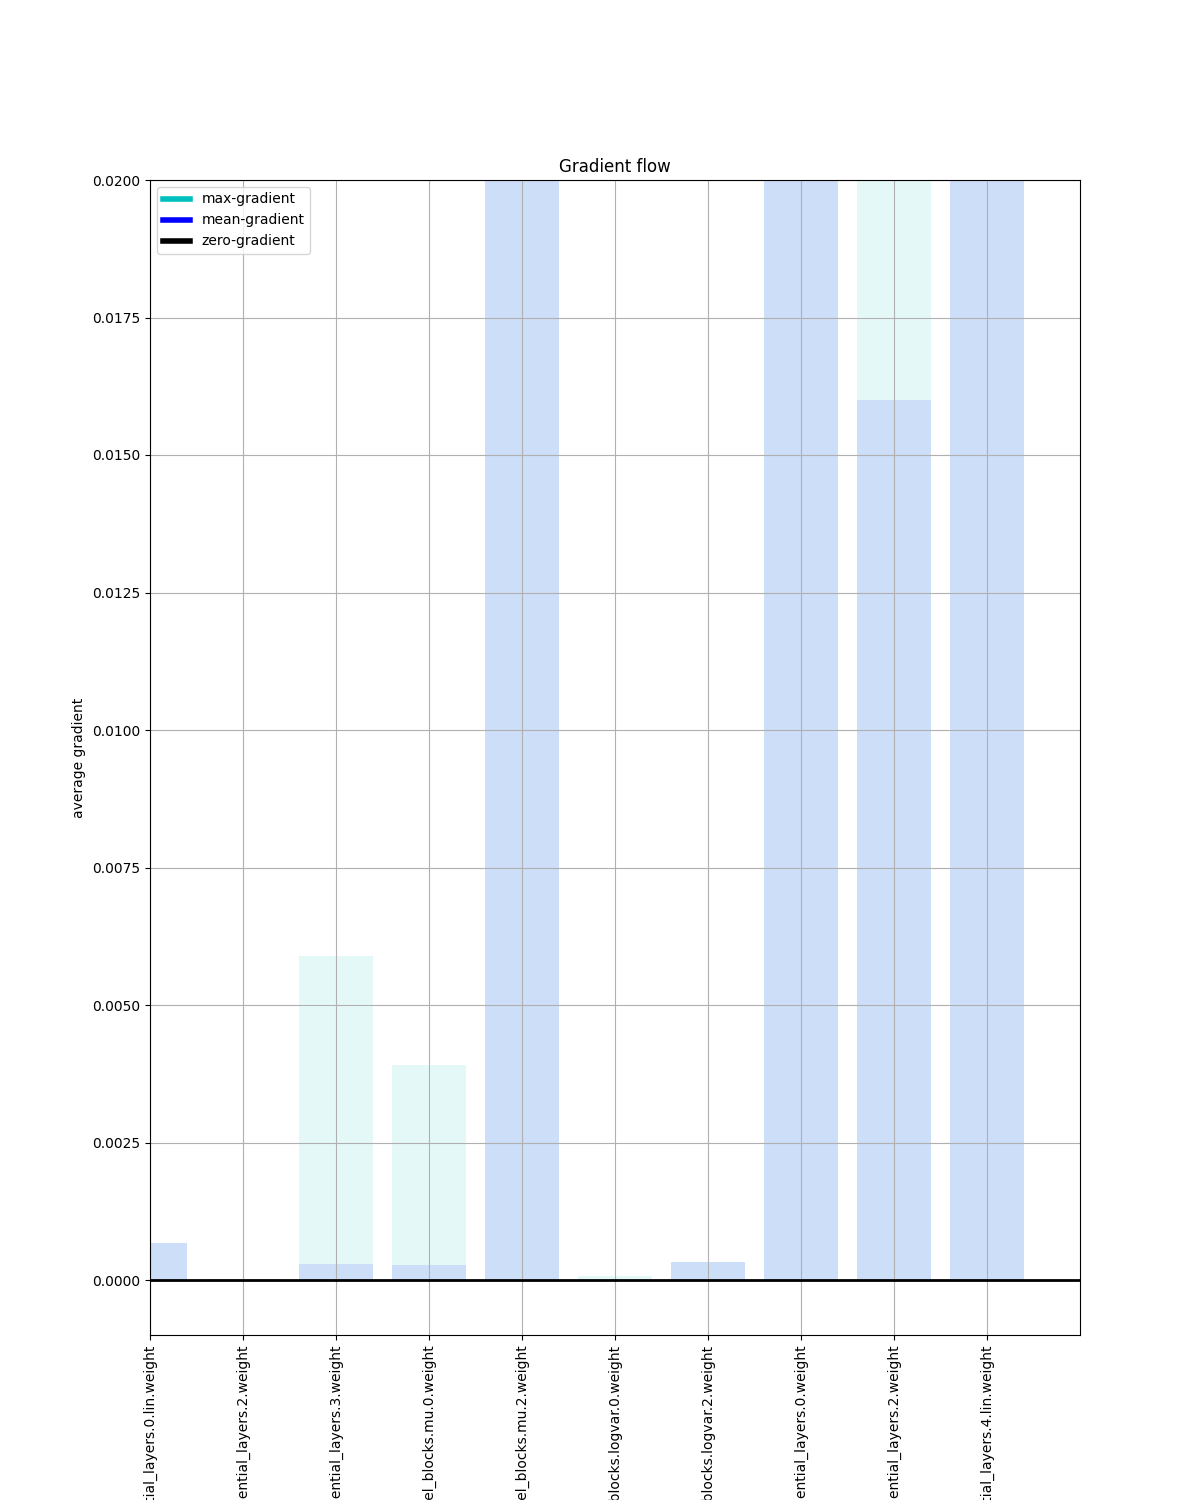 Gradient flow
max-gradient
mean-gradient
zero-gradient
0.0200
0.0175
0.0150
0.0125
0.0100
0.0075
0.0050
0.0025
0.0000
average gradient
tial_layers.0.lin.weight
ential_layers.2.weight
ential_layers.3.weight
el_blocks.mu.0.weight
el_blocks.mu.2.weight
blocks.logvar.0.weight
blocks.logvar.2.weight
ential_layers.0.weight
ential_layers.2.weight
tial_layers.4.lin.weight